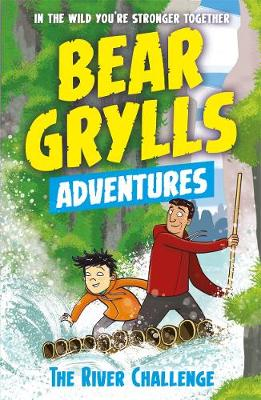 IN THE WILD YOU'RE STRONGER TOGETHER
BEAR
GRYLLS
ADVENTURES
THE RIVER CHALLENGE